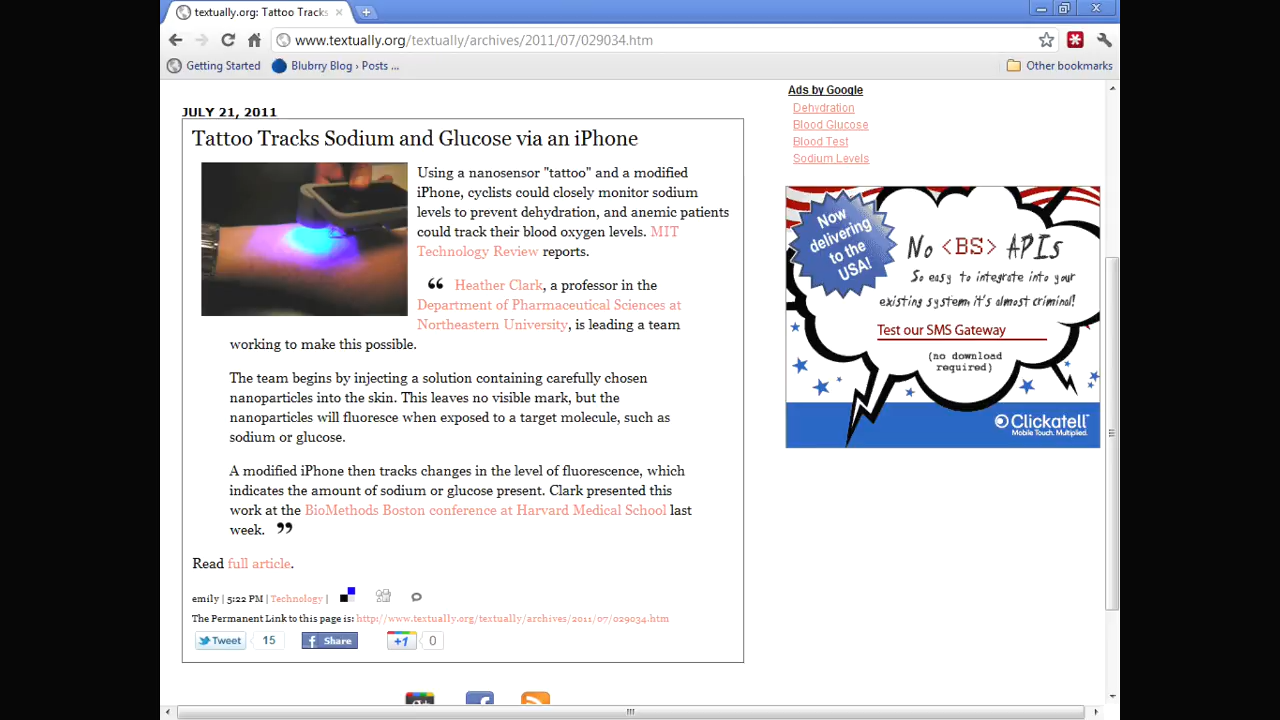 textually.org: Tattoo Tracks
www.textually.org/textually/archives/2011/07/029034.htm
Getting Started
Blubrry Blog › Posts ...
Other bookmarks
JULY 21, 2011
Tattoo Tracks Sodium and Glucose via an iPhone
Using a nanosensor "tattoo" and a modified
iPhone, cyclists could closely monitor sodium
levels to prevent dehydration, and anemic patients
could track their blood oxygen levels. MIT
Technology Review reports.
“ Heather Clark, a professor in the
Department of Pharmaceutical Sciences at
Northeastern University, is leading a team
working to make this possible.
The team begins by injecting a solution containing carefully chosen
nanoparticles into the skin. This leaves no visible mark, but the
nanoparticles will fluoresce when exposed to a target molecule, such as
sodium or glucose.
A modified iPhone then tracks changes in the level of fluorescence, which
indicates the amount of sodium or glucose present. Clark presented this
work at the BioMethods Boston conference at Harvard Medical School last
week. ”
Read full article.
emily | 5:22 PM | Technology |
The Permanent Link to this page is: http://www.textually.org/textually/archives/2011/07/029034.htm
Tweet 15 Share +1 0
Ads by Google
Dehydration
Blood Glucose
Blood Test
Sodium Levels
Now
delivering
to the
USA!
No <BS> APIs
So easy to integrate into your
existing system, it's almost criminal!
Test our SMS Gateway
(no download
required)
Clickatell
Mobile Touch. Multiplied.